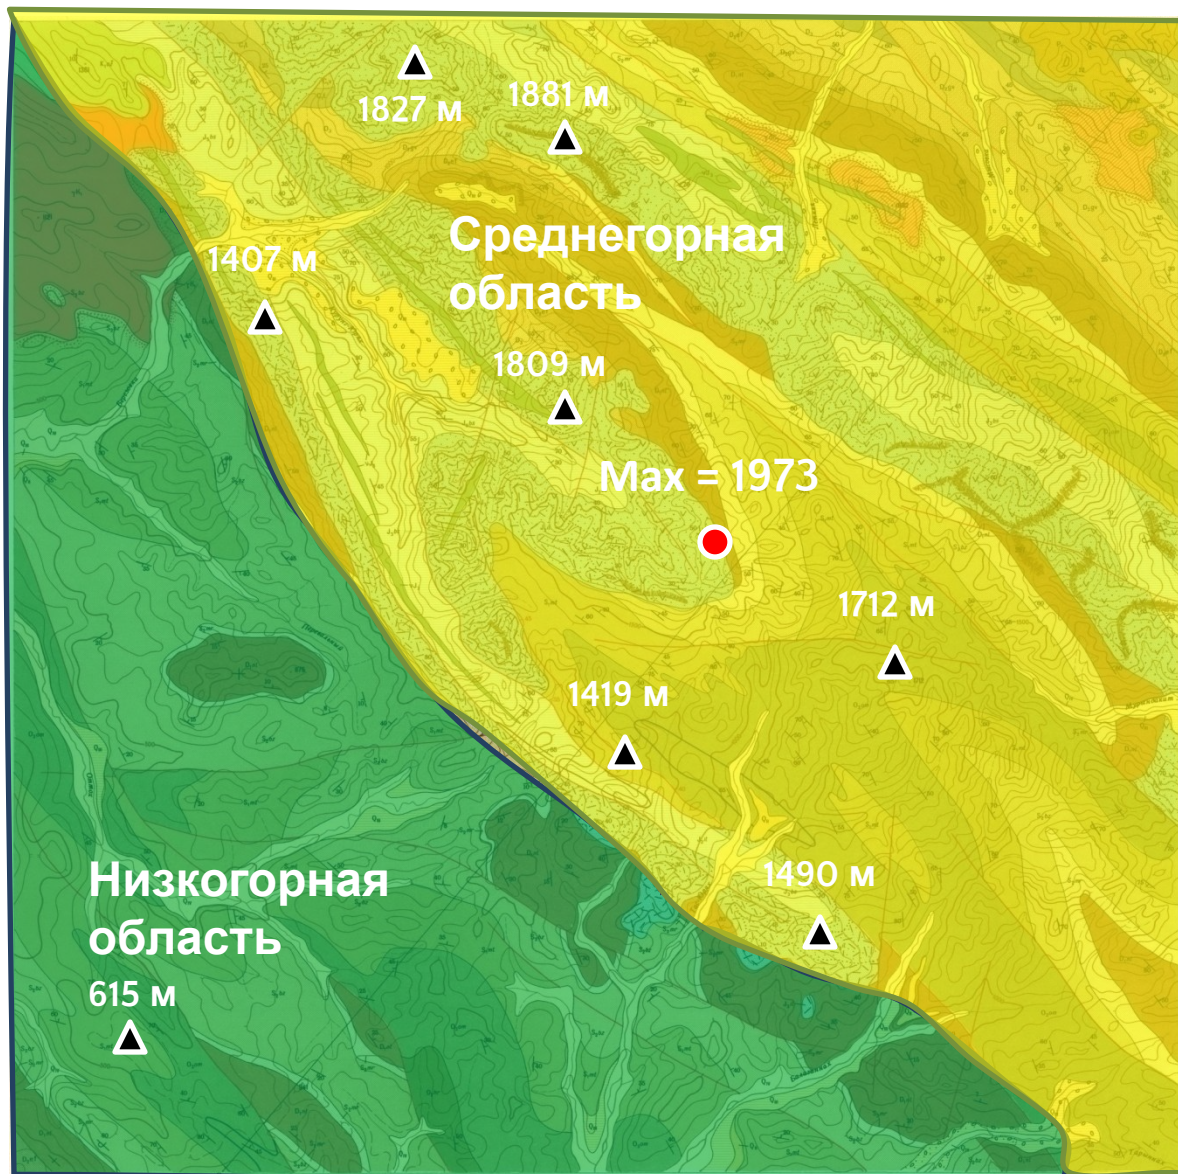 1827 м
1881 м
Среднегорная
область
1407 м
1809 м
Max = 1973
1712 м
1419 м
1490 м
Низкогорная
область
615 м